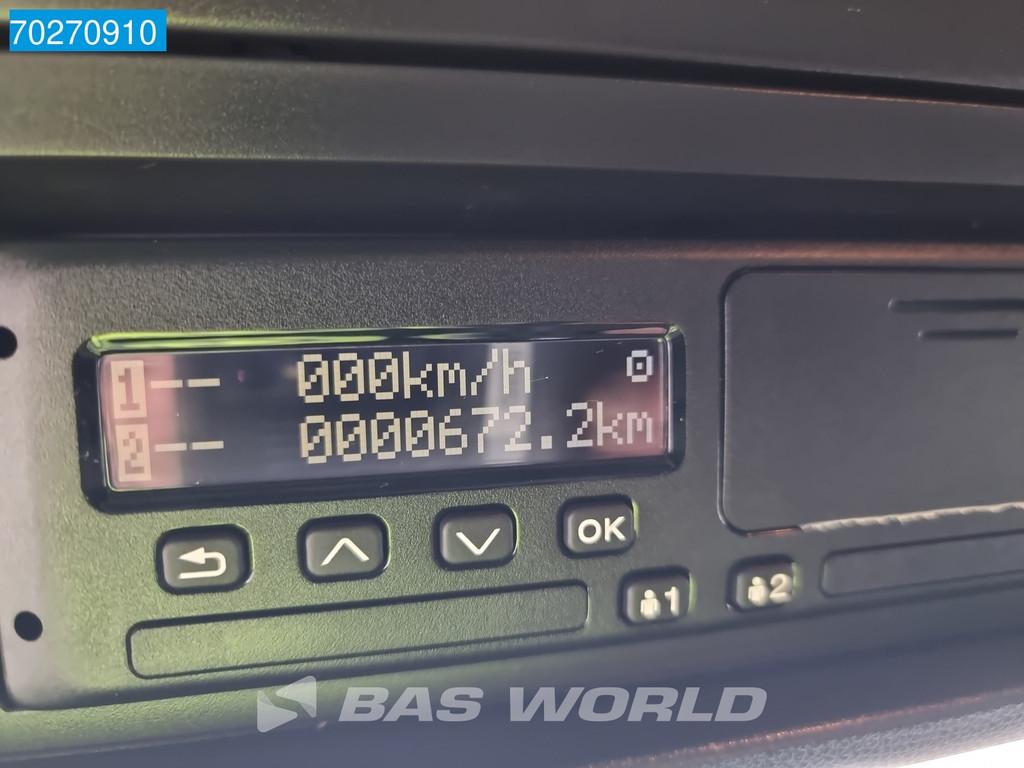 70270910
1 -- 000km/h
2 -- 0000672.2km
OK
1 2
BAS WORLD